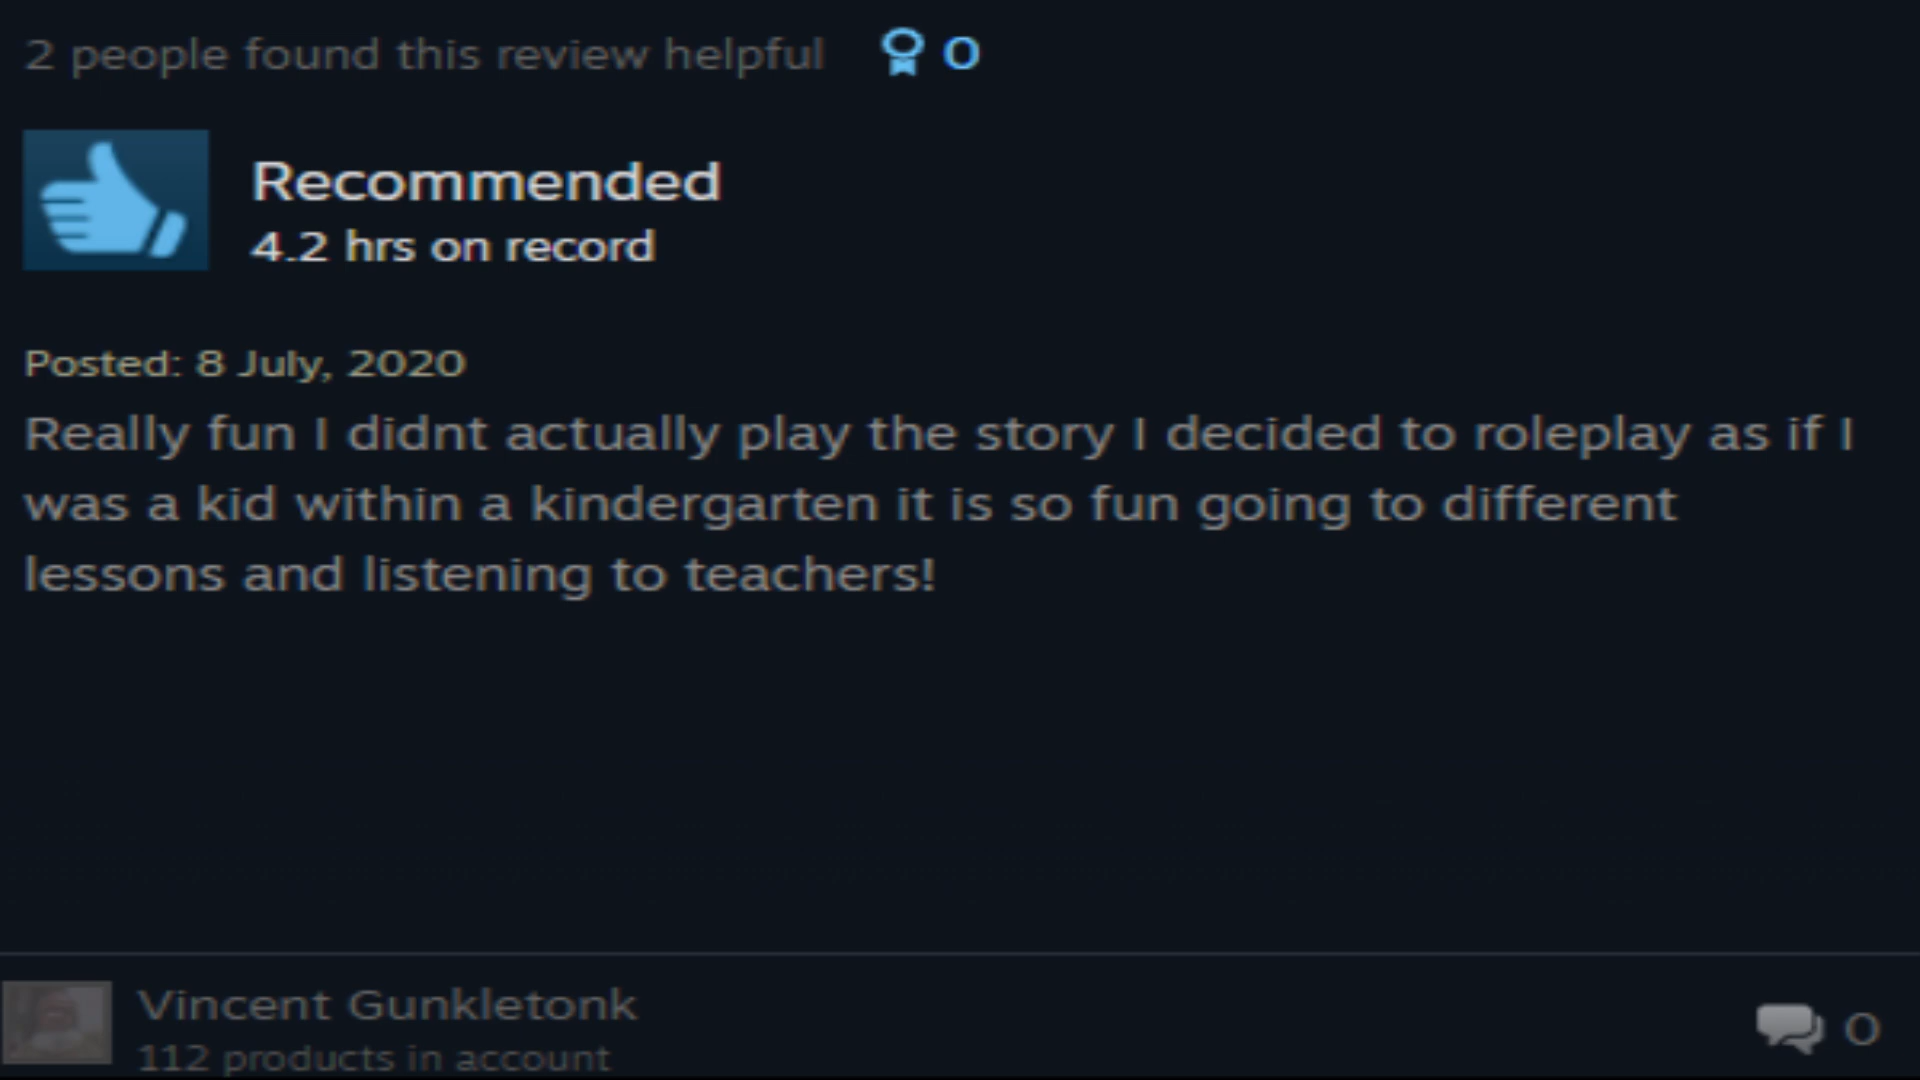 2 people found this review helpful 0
Recommended
4.2 hrs on record
Posted: 8 July, 2020
Really fun I didnt actually play the story I decided to roleplay as if I
was a kid within a kindergarten it is so fun going to different
lessons and listening to teachers!
Vincent Gunkletonk
112 products in account
0